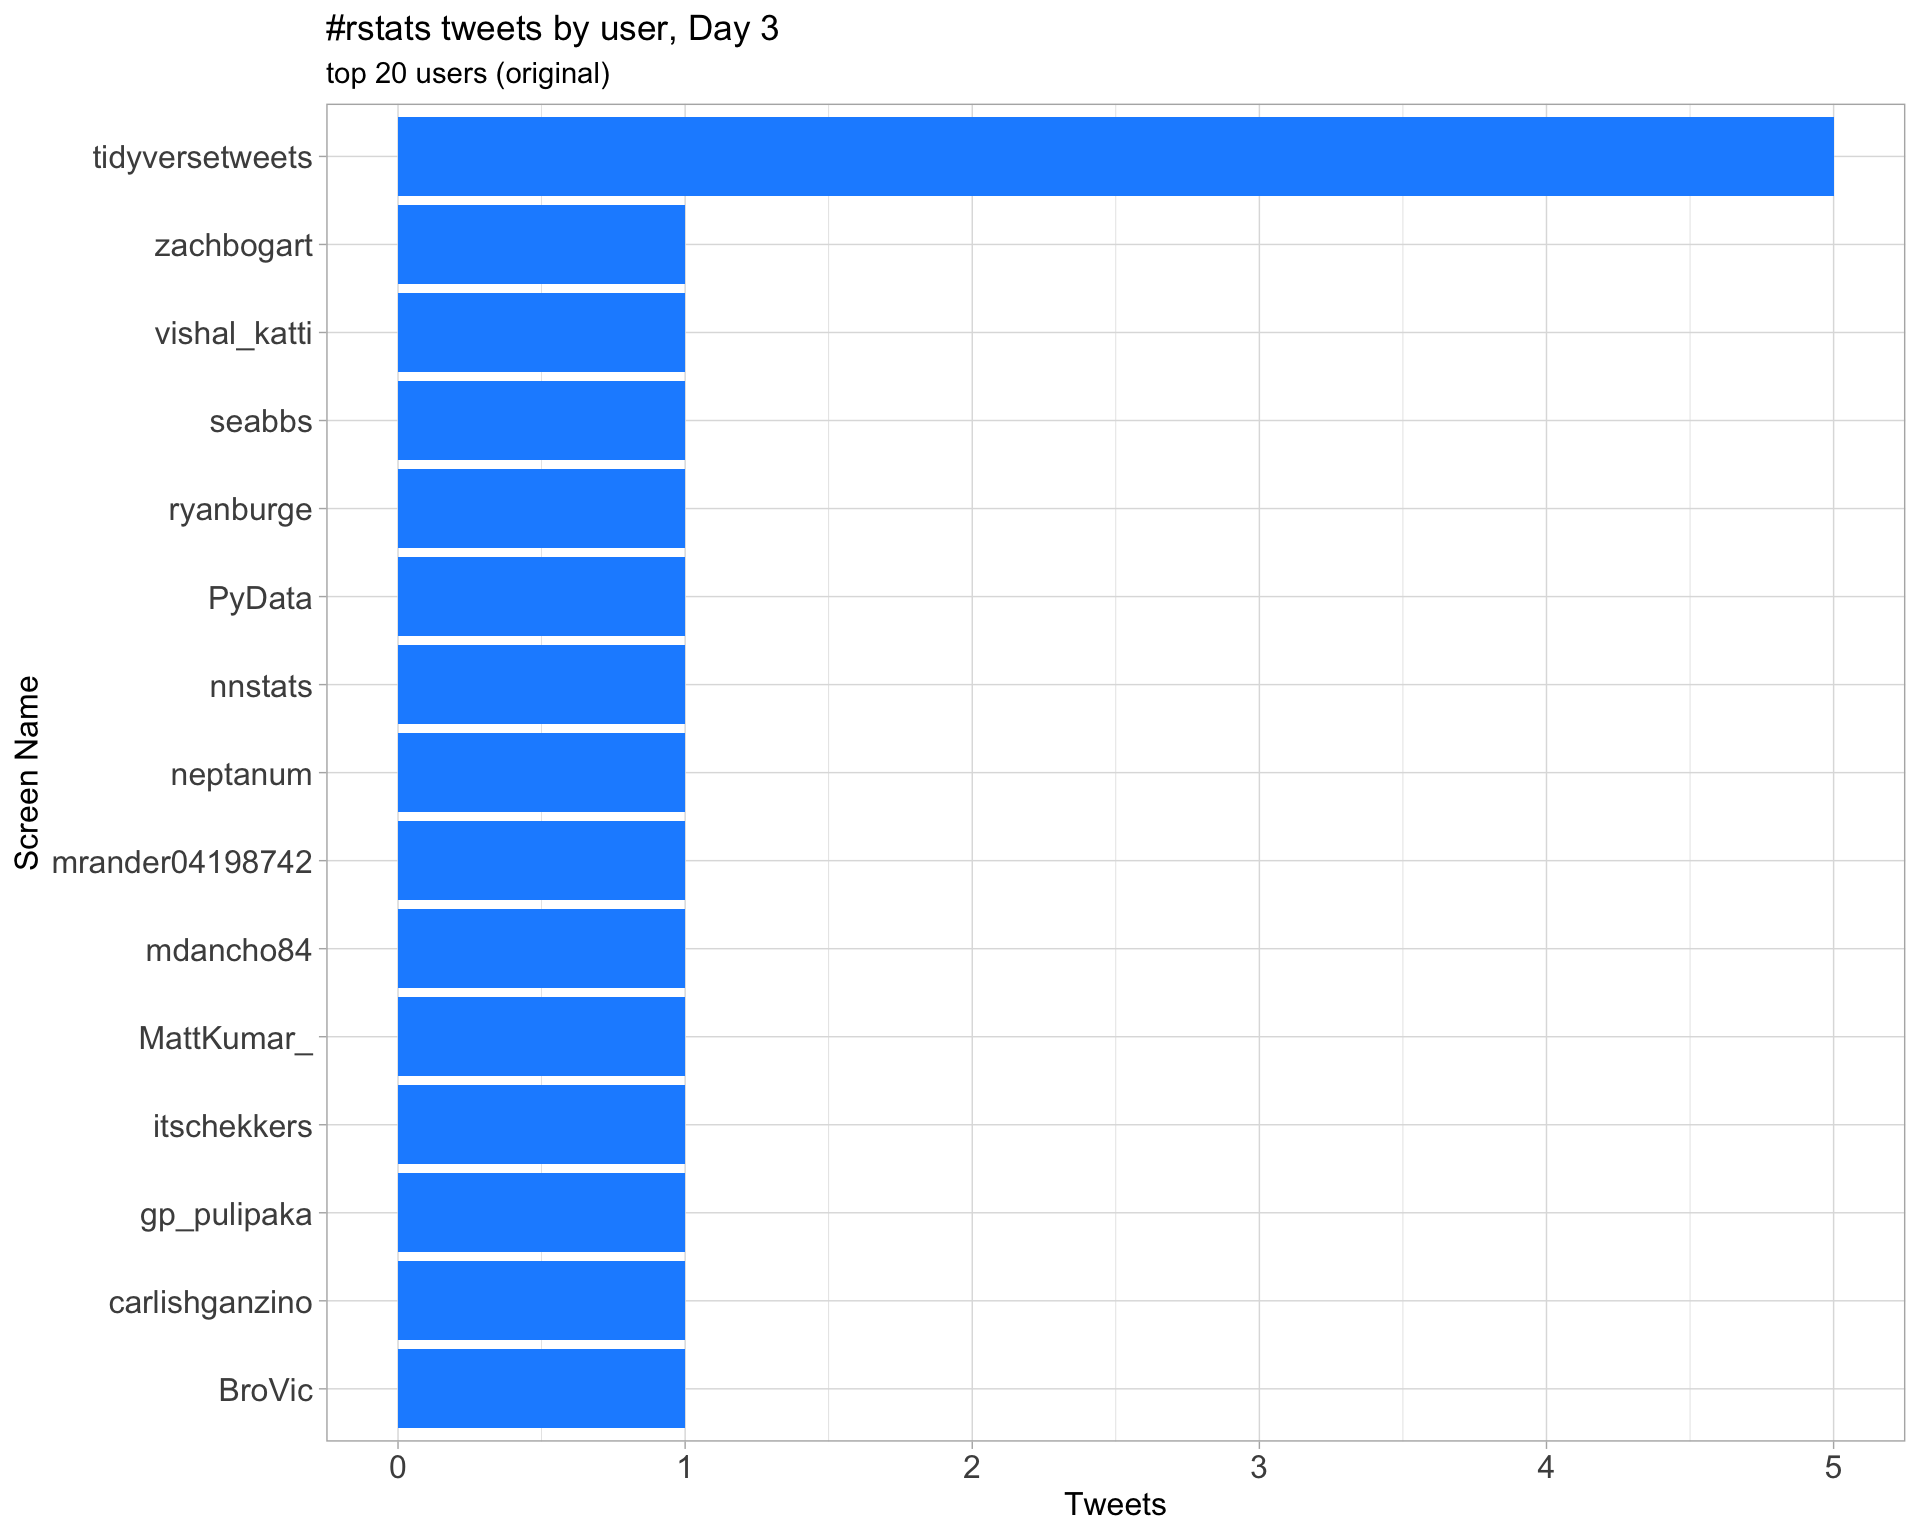 #rstats tweets by user, Day 3
top 20 users (original)
tidyversetweets
zachbogart
vishal_katti
seabbs
ryanburge
PyData
nnstats
neptanum
mrander04198742
mdancho84
MattKumar_
itschekkers
gp_pulipaka
carlishganzino
BroVic
Screen Name
0 1 2 3 4 5
Tweets